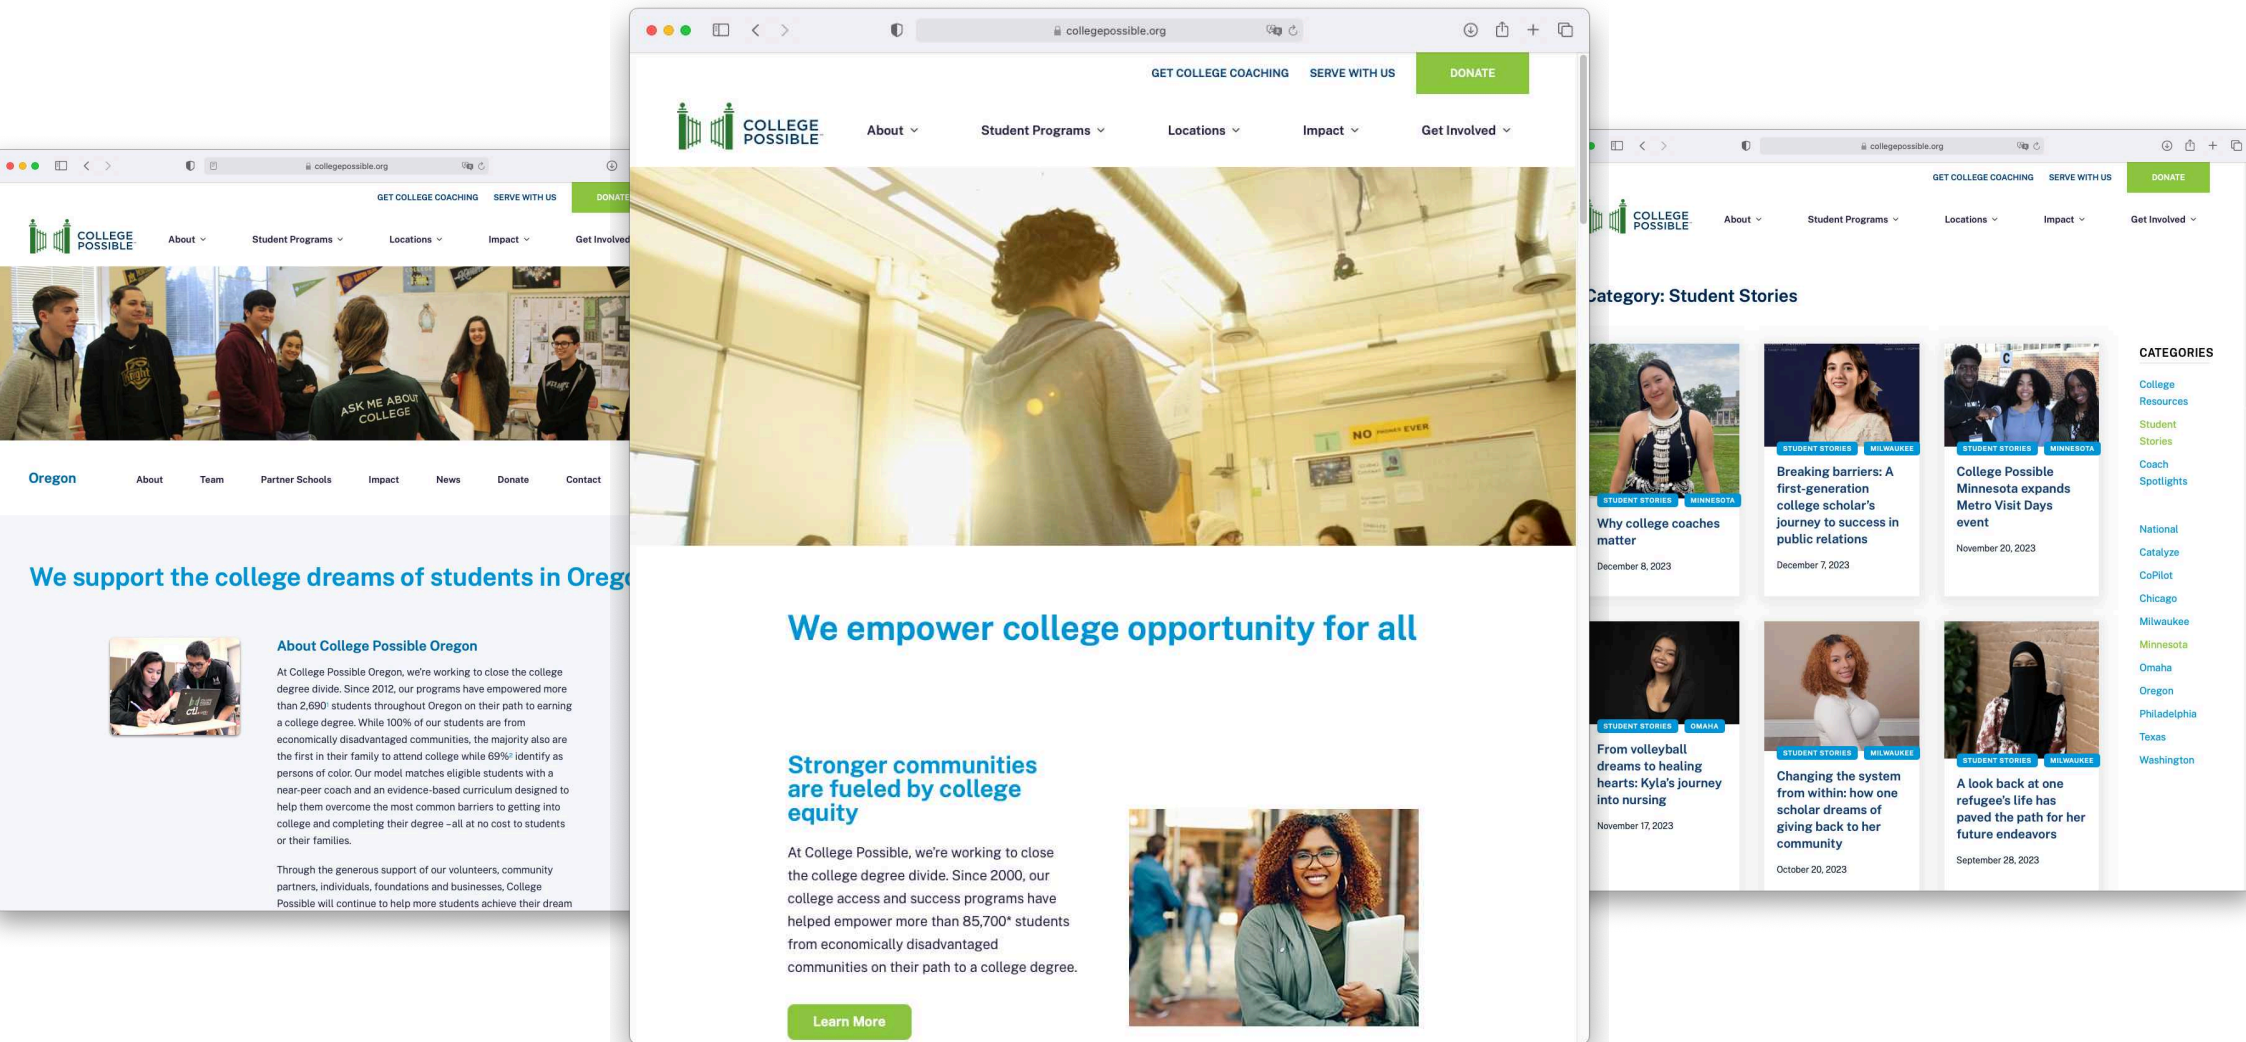 collegepossible.org
GET COLLEGE COACHING SERVE WITH US DONATE
COLLEGE
POSSIBLE
About Student Programs Locations Impact Get Involved
ASK ME ABOUT
COLLEGE
Oregon About Team Partner Schools Impact News Donate Contact
We support the college dreams of students in Orego
About College Possible Oregon
At College Possible Oregon, we're working to close the college
degree divide. Since 2012, our programs have empowered more
than 2,690¹ students throughout Oregon on their path to earning
a college degree. While 100% of our students are from
economically disadvantaged communities, the majority also are
the first in their family to attend college while 69%² identify as
persons of color. Our model matches eligible students with a
near-peer coach and an evidence-based curriculum designed to
help them overcome the most common barriers to getting into
college and completing their degree – all at no cost to students
or their families.
Through the generous support of our volunteers, community
partners, individuals, foundations and businesses, College
Possible will continue to help more students achieve their dream
collegepossible.org
GET COLLEGE COACHING SERVE WITH US DONATE
COLLEGE
POSSIBLE
About Student Programs Locations Impact Get Involved
NO PHONES EVER
We empower college opportunity for all
Stronger communities
are fueled by college
equity
At College Possible, we're working to close
the college degree divide. Since 2000, our
college access and success programs have
helped empower more than 85,700* students
from economically disadvantaged
communities on their path to a college degree.
Learn More
collegepossible.org
GET COLLEGE COACHING SERVE WITH US DONATE
COLLEGE
POSSIBLE
About Student Programs Locations Impact Get Involved
Category: Student Stories
STUDENT STORIES MINNESOTA
Why college coaches
matter
December 8, 2023
STUDENT STORIES MILWAUKEE
Breaking barriers: A
first-generation
college scholar's
journey to success in
public relations
December 7, 2023
C
STUDENT STORIES MINNESOTA
College Possible
Minnesota expands
Metro Visit Days
event
November 20, 2023
STUDENT STORIES OMAHA
From volleyball
dreams to healing
hearts: Kyla's journey
into nursing
November 17, 2023
STUDENT STORIES MILWAUKEE
Changing the system
from within: how one
scholar dreams of
giving back to her
community
October 20, 2023
STUDENT STORIES MILWAUKEE
A look back at one
refugee's life has
paved the path for her
future endeavors
September 28, 2023
CATEGORIES
College
Resources
Student
Stories
Coach
Spotlights
National
Catalyze
CoPilot
Chicago
Milwaukee
Minnesota
Omaha
Oregon
Philadelphia
Texas
Washington